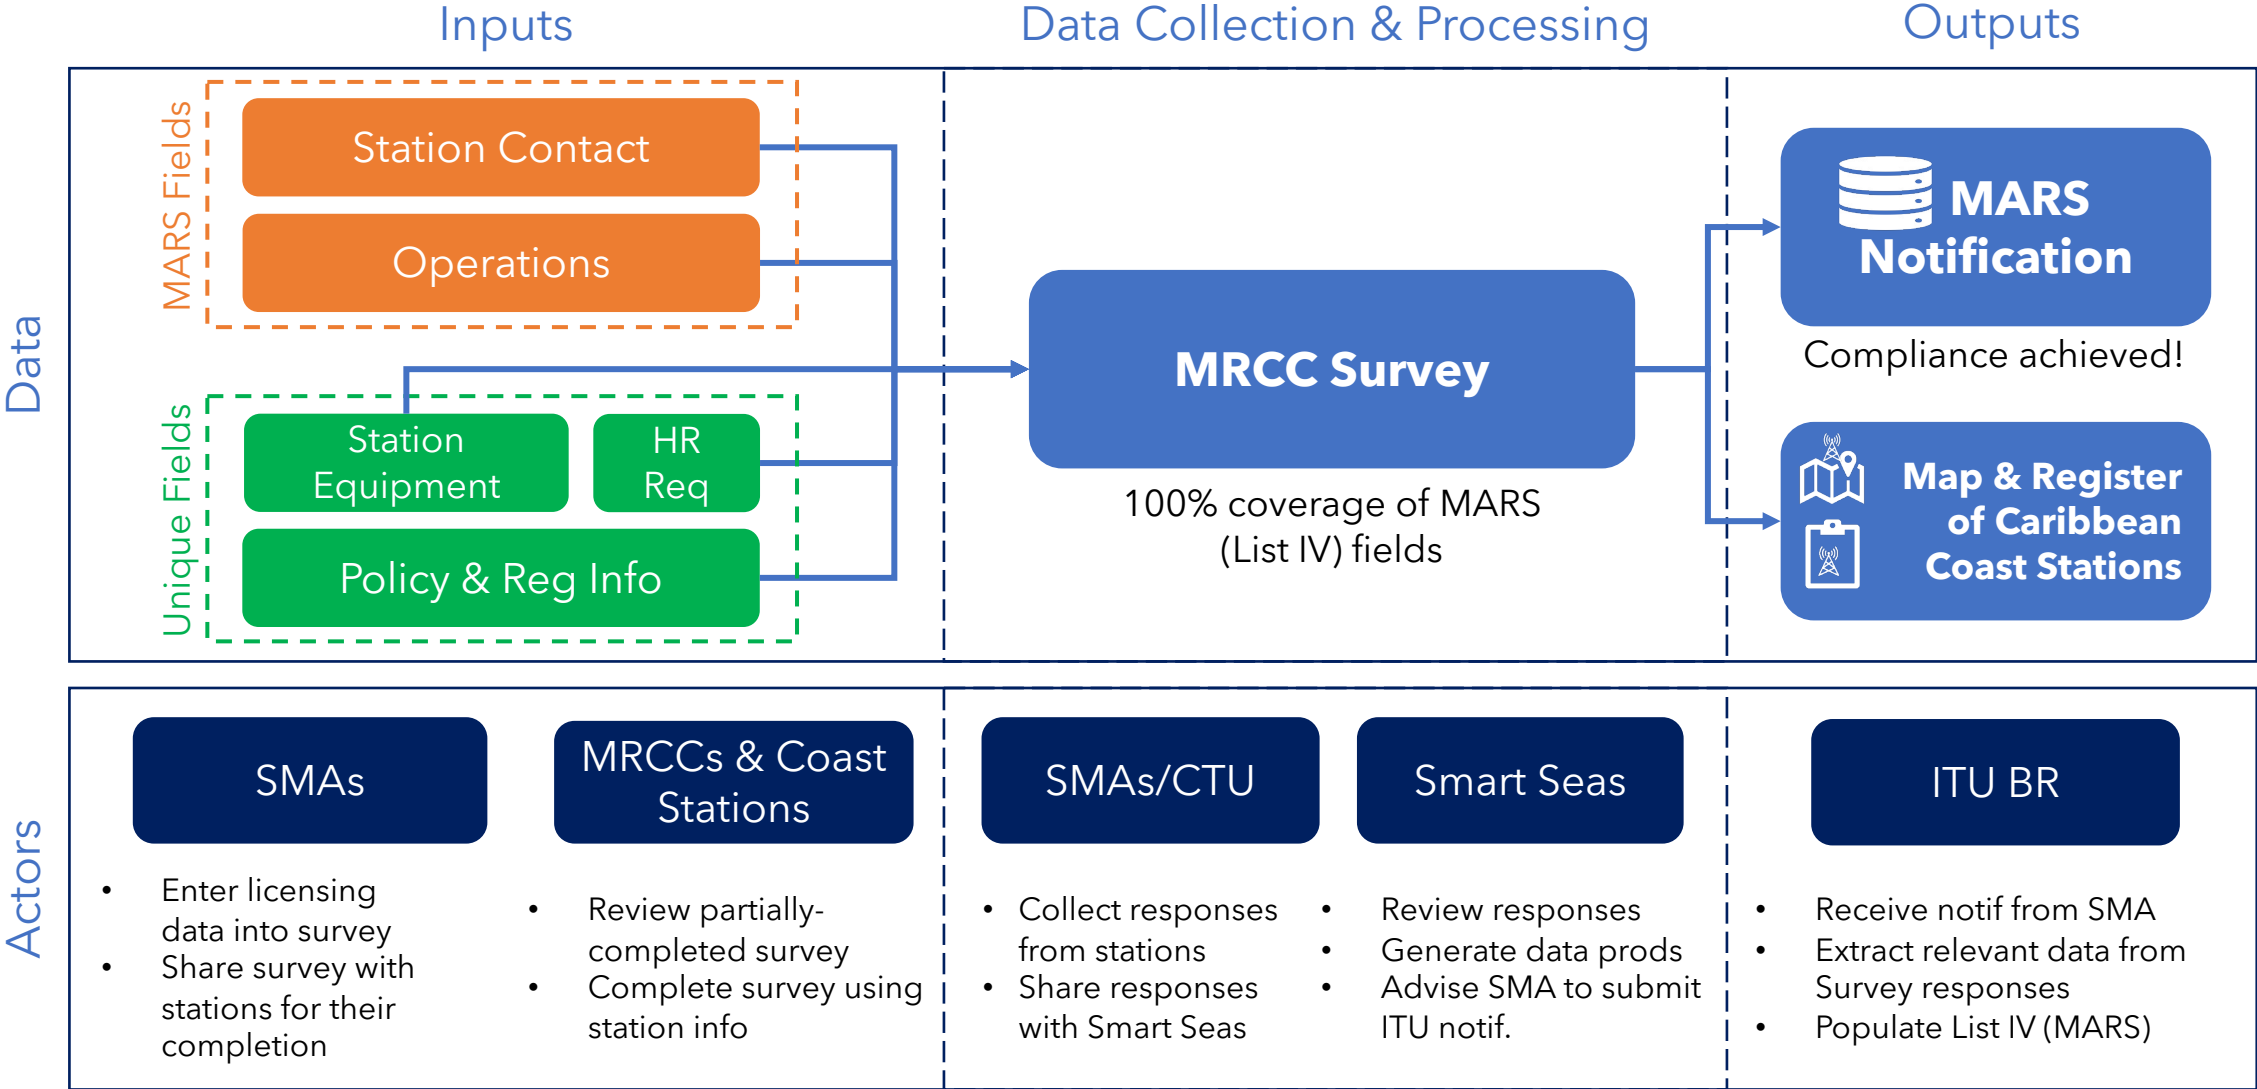 Inputs
Data Collection & Processing
Outputs
Data
MARS Fields
Station Contact
Operations
Unique Fields
Station
Equipment
HR
Req
Policy & Reg Info
MRCC Survey
100% coverage of MARS
(List IV) fields
MARS
Notification
Compliance achieved!
Map & Register
of Caribbean
Coast Stations
Actors
SMAs
• Enter licensing
data into survey
• Share survey with
stations for their
completion
MRCCs & Coast
Stations
• Review partially-
completed survey
• Complete survey using
station info
SMAs/CTU
• Collect responses
from stations
• Share responses
with Smart Seas
Smart Seas
• Review responses
• Generate data prods
• Advise SMA to submit
ITU notif.
ITU BR
• Receive notif from SMA
• Extract relevant data from
Survey responses
• Populate List IV (MARS)